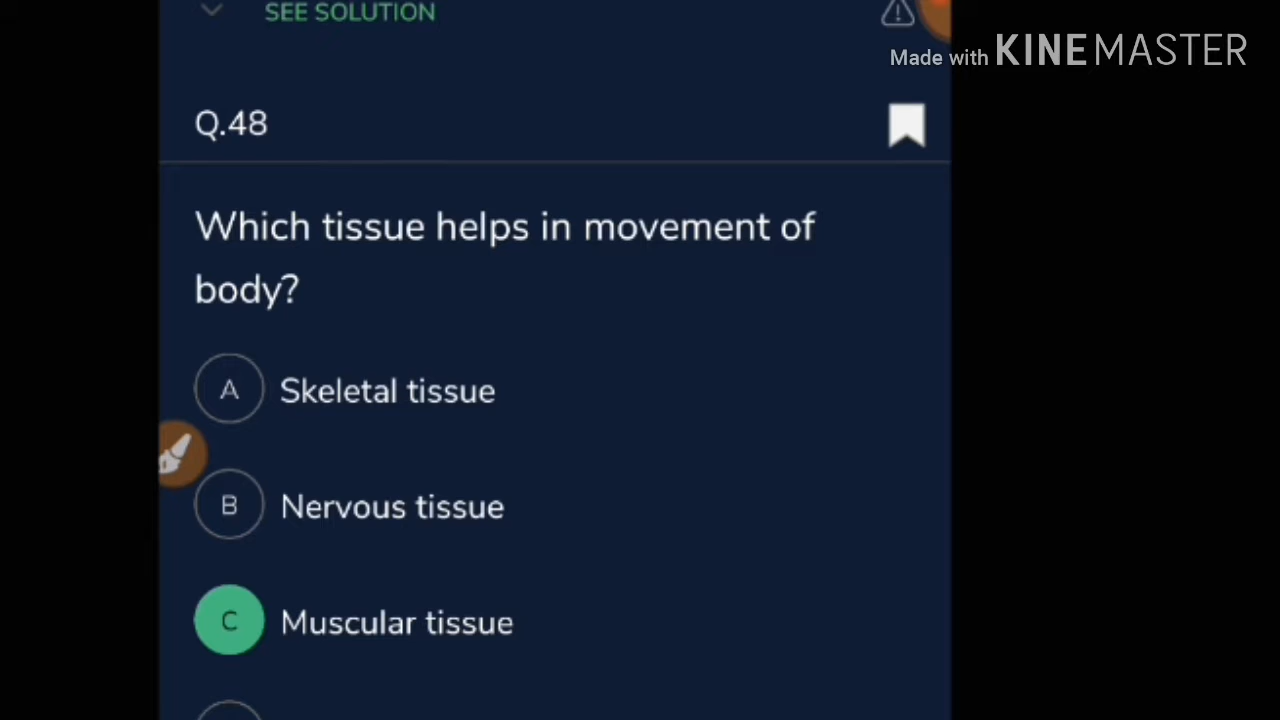 SEE SOLUTION
Made with KINEMASTER
Q.48
Which tissue helps in movement of
body?
A Skeletal tissue
B Nervous tissue
C Muscular tissue